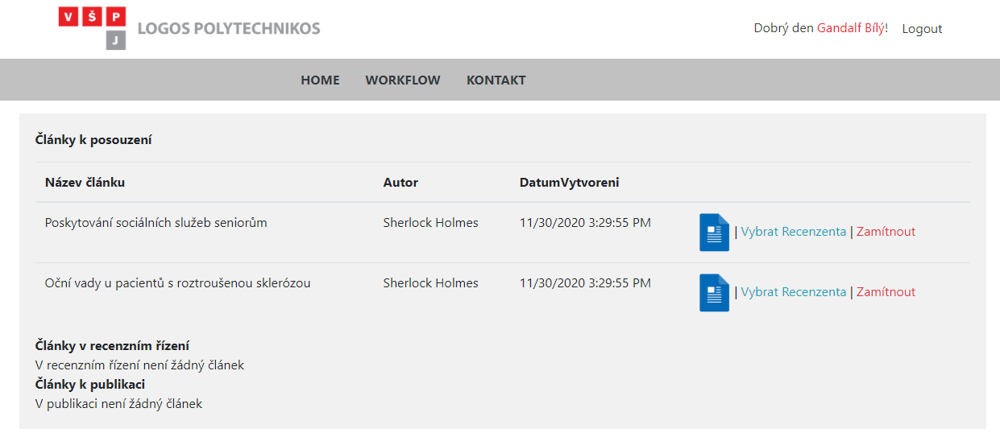 VŠP
J
LOGOS POLYTECHNIKOS
Dobrý den Gandalf Bílý! Logout
HOME WORKFLOW KONTAKT
Články k posouzení
Název článku Autor DatumVytvoreni
Poskytování sociálních služeb seniorům Sherlock Holmes 11/30/2020 3:29:55 PM | Vybrat Recenzenta | Zamítnout
Oční vady u pacientů s roztroušenou sklerózou Sherlock Holmes 11/30/2020 3:29:55 PM | Vybrat Recenzenta | Zamítnout
Články v recenzním řízení
V recenzním řízení není žádný článek
Články k publikaci
V publikaci není žádný článek